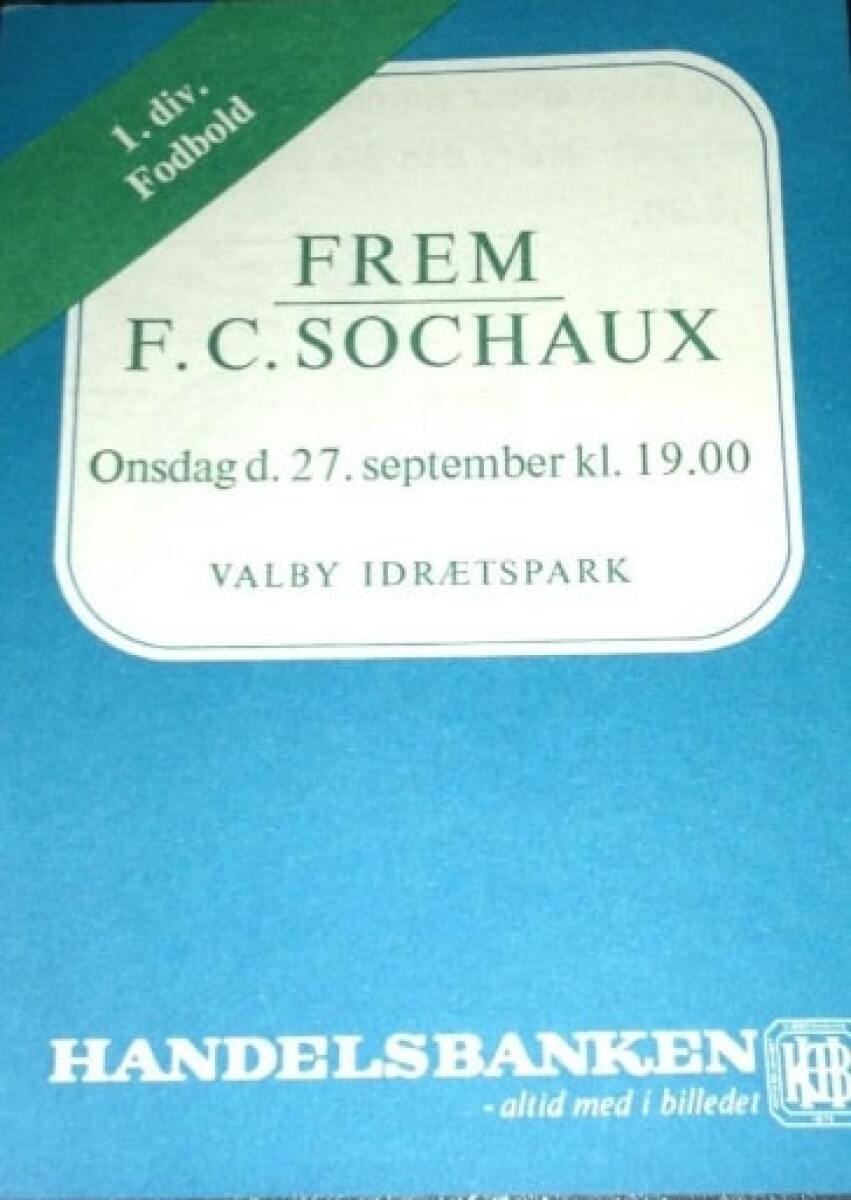 1. div.
Fodbold
FREM
F. C. SOCHAUX
Onsdag d. 27. september kl. 19.00
VALBY IDRÆTSPARK
HANDELSBANKEN
- altid med i billedet